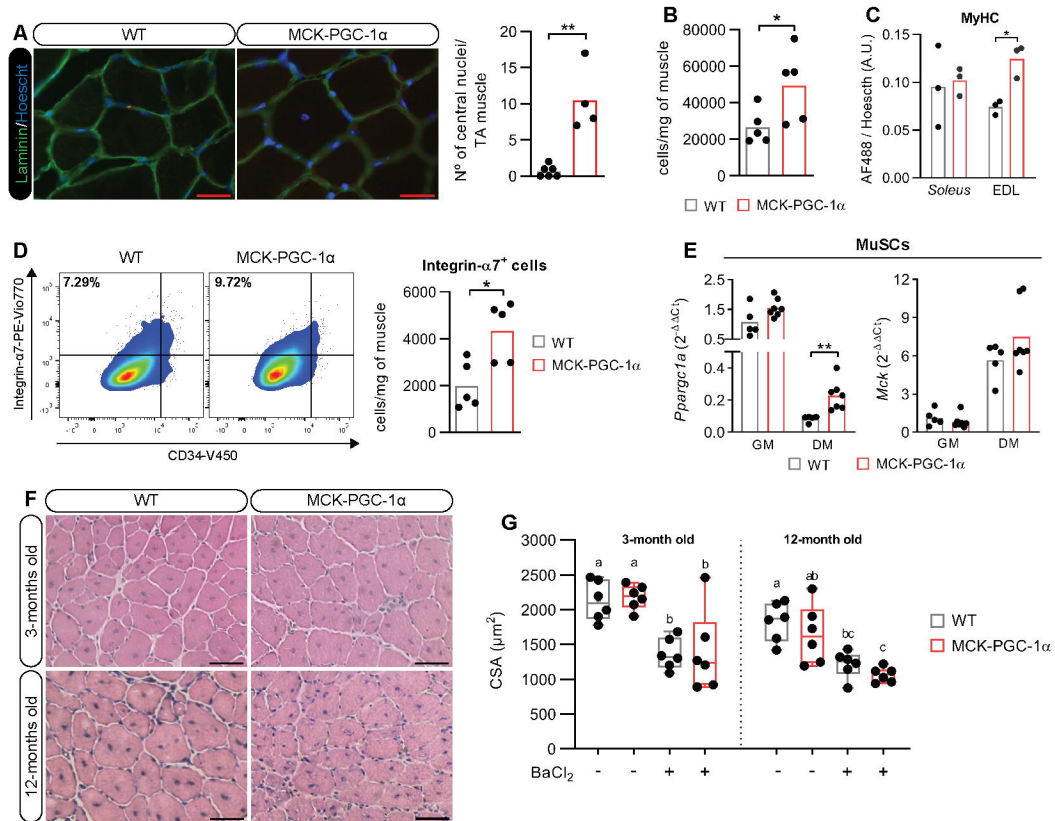 A
WT
MCK-PGC-1α
Laminin/Hoescht
Nº of central nuclei/
TA muscle
20
15
10
5
0
**
B
cells/mg of muscle
80000
60000
40000
20000
0
*
WT
MCK-PGC-1α
C
MyHC
AF488 / Hoescth (A.U.)
0.15
0.10
0.05
0.00
*
Soleus
EDL
D
WT
MCK-PGC-1α
7.29%
9.72%
Integrin-α7-PE-Vio770
CD34-V450
Integrin-α7+ cells
cells/mg of muscle
6000
4000
2000
0
*
WT
MCK-PGC-1α
E
MuSCs
Ppargc1a (2-ΔΔCt)
2.5
1.5
0.5
0.4
0.2
0.0
**
GM
DM
Mck (2-ΔΔCt)
12
9
6
3
0
GM
DM
WT
MCK-PGC-1α
F
WT
MCK-PGC-1α
3-months old
12-months old
G
3-month old
12-month old
CSA (µm2)
3000
2500
2000
1500
1000
500
0
a a b b a ab bc c
BaCl2 - - + + - - + +
WT
MCK-PGC-1α